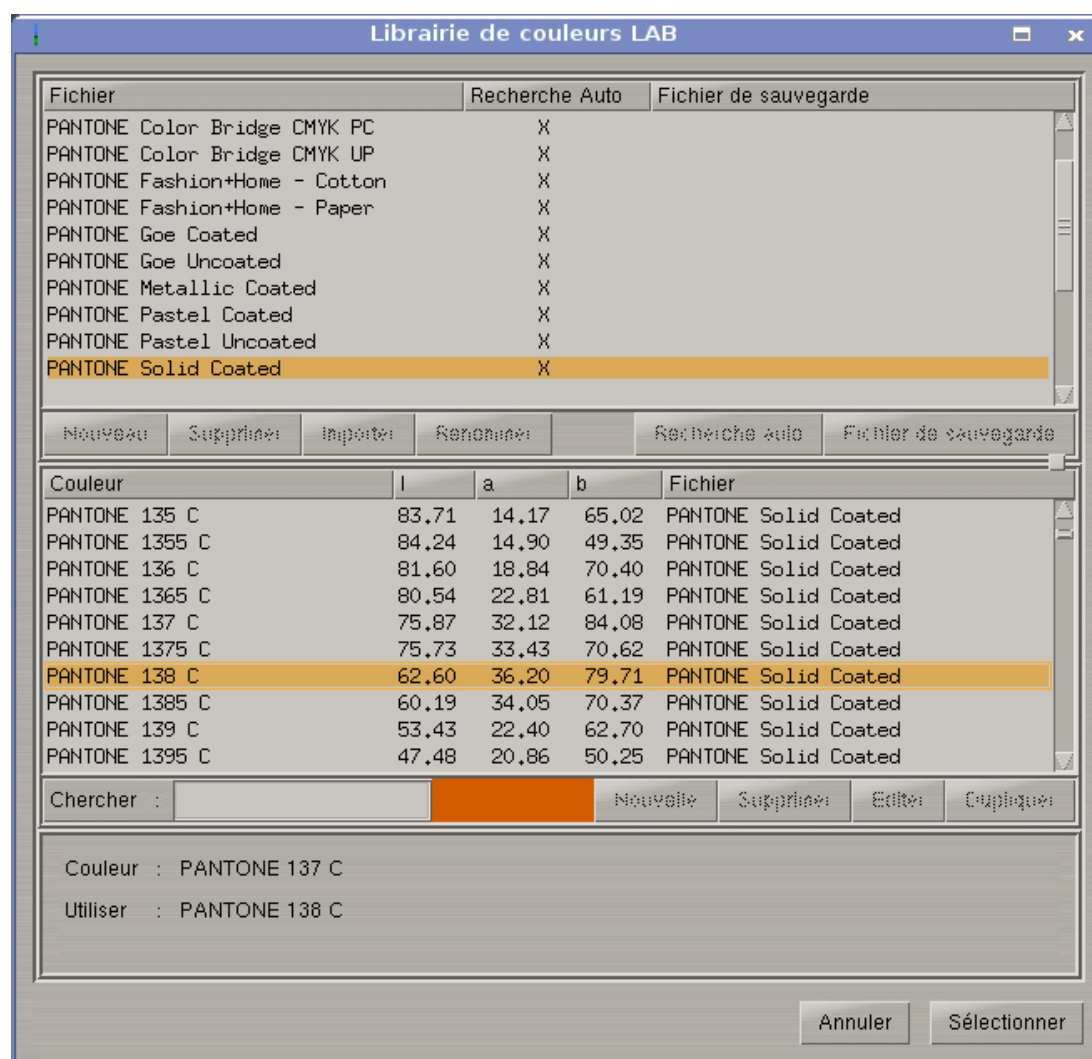 Librairie de couleurs LAB
Fichier Recherche Auto Fichier de sauvegarde
PANTONE Color Bridge CMYK PC X
PANTONE Color Bridge CMYK UP X
PANTONE Fashion+Home - Cotton X
PANTONE Fashion+Home - Paper X
PANTONE Goe Coated X
PANTONE Goe Uncoated X
PANTONE Metallic Coated X
PANTONE Pastel Coated X
PANTONE Pastel Uncoated X
PANTONE Solid Coated X
Nouveau Supprimer Importer Renommer Recherche auto Fichier de sauvegarde
Couleur l a b Fichier
PANTONE 135 C 83.71 14.17 65.02 PANTONE Solid Coated
PANTONE 1355 C 84.24 14.90 49.35 PANTONE Solid Coated
PANTONE 136 C 81.60 18.84 70.40 PANTONE Solid Coated
PANTONE 1365 C 80.54 22.81 61.19 PANTONE Solid Coated
PANTONE 137 C 75.87 32.12 84.08 PANTONE Solid Coated
PANTONE 1375 C 75.73 33.43 70.62 PANTONE Solid Coated
PANTONE 138 C 62.60 36.20 79.71 PANTONE Solid Coated
PANTONE 1385 C 60.19 34.05 70.37 PANTONE Solid Coated
PANTONE 139 C 53.43 22.40 62.70 PANTONE Solid Coated
PANTONE 1395 C 47.48 20.86 50.25 PANTONE Solid Coated
Chercher : Nouvelle Supprimer Editer Dupliquer
Couleur : PANTONE 137 C
Utiliser : PANTONE 138 C
Annuler Sélectionner